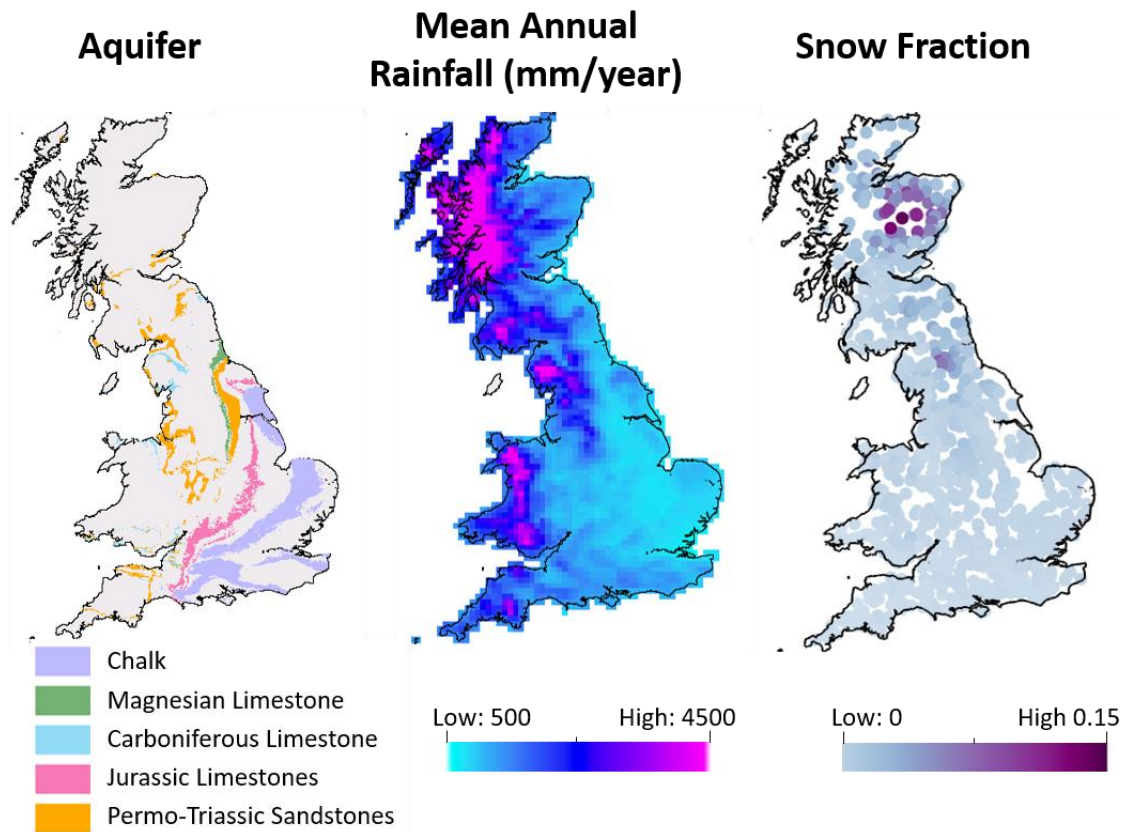 Aquifer
Mean Annual
Rainfall (mm/year)
Snow Fraction
Chalk
Magnesian Limestone
Carboniferous Limestone
Jurassic Limestones
Permo-Triassic Sandstones
Low: 500 High: 4500
Low: 0 High 0.15